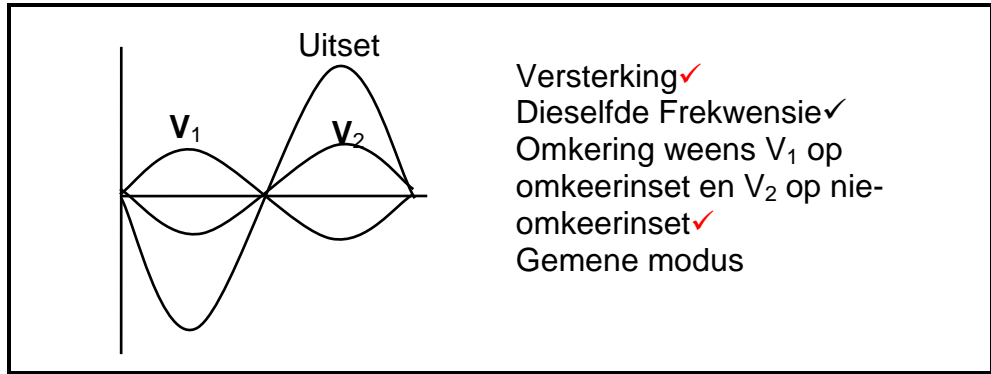 Uitset
V₁
V₂
Versterking✓
Dieselfde Frekwensie✓
Omkering weens V₁ op
omkeerinset en V₂ op nie-
omkeerinset✓
Gemene modus